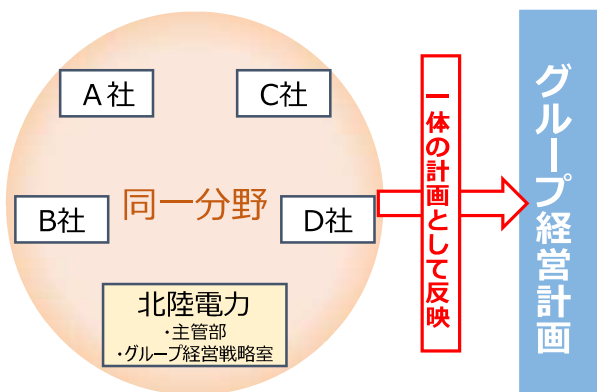 A社
C社
B社
同一分野
D社
北陸電力
・主管部
・グループ経営戦略室
一体の計画として反映
グループ経営計画